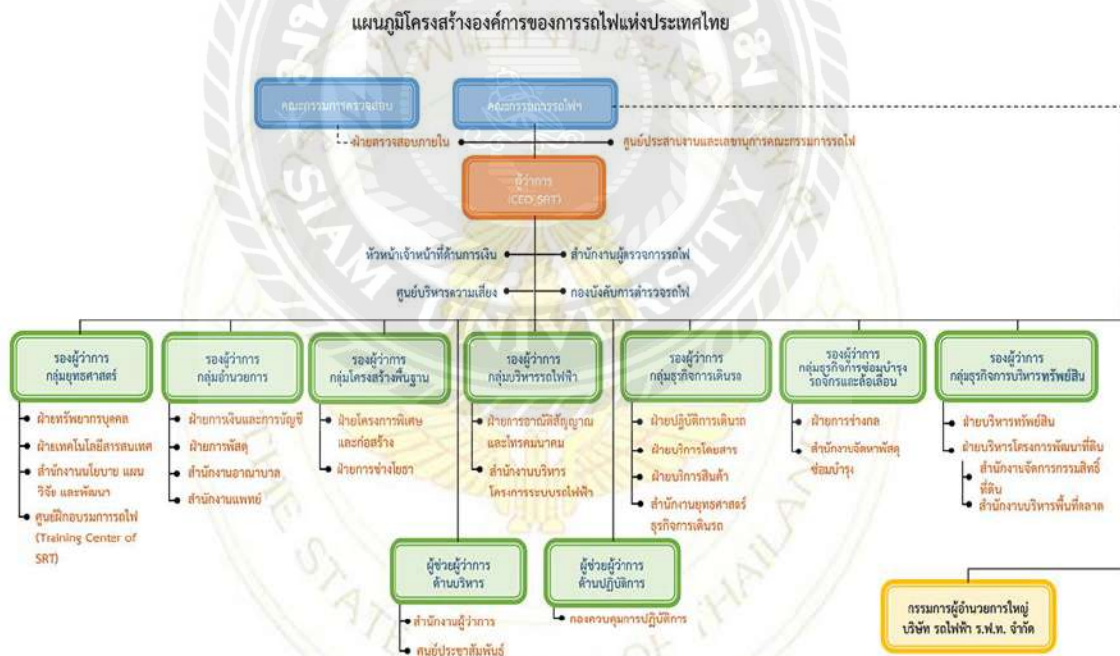 แผนภูมิโครงสร้างองค์การของการรถไฟแห่งประเทศไทย
คณะกรรมการตรวจสอบ
คณะกรรมการรถไฟฯ
ฝ่ายตรวจสอบภายใน
ศูนย์ประสานงานและเลขานุการคณะกรรมการรถไฟ
ผู้ว่าการ
(CEO SRT)
หัวหน้าเจ้าหน้าที่ด้านการเงิน
สำนักงานผู้ตรวจการรถไฟ
ศูนย์บริหารความเสี่ยง
กองบังคับการตำรวจรถไฟ
รองผู้ว่าการ
กลุ่มยุทธศาสตร์
ฝ่ายทรัพยากรบุคคล
ฝ่ายเทคโนโลยีสารสนเทศ
สำนักงานนโยบาย แผน
วิจัย และพัฒนา
ศูนย์ฝึกอบรมการรถไฟ
(Training Center of
SRT)
รองผู้ว่าการ
กลุ่มอำนวยการ
ฝ่ายการเงินและการบัญชี
ฝ่ายการพัสดุ
สำนักงานอาณาบาล
สำนักงานแพทย์
รองผู้ว่าการ
กลุ่มโครงสร้างพื้นฐาน
ฝ่ายโครงการพิเศษ
และก่อสร้าง
ฝ่ายการช่างโยธา
รองผู้ว่าการ
กลุ่มบริหารรถไฟฟ้า
ฝ่ายการอาณัติสัญญาณ
และโทรคมนาคม
สำนักงานบริหาร
โครงการระบบรถไฟฟ้า
รองผู้ว่าการ
กลุ่มธุรกิจการเดินรถ
ฝ่ายปฏิบัติการเดินรถ
ฝ่ายบริการโดยสาร
ฝ่ายบริการสินค้า
สำนักงานยุทธศาสตร์
ธุรกิจการเดินรถ
รองผู้ว่าการ
กลุ่มธุรกิจการซ่อมบำรุง
รถจักรและล้อเลื่อน
ฝ่ายการช่างกล
สำนักงานจัดหาพัสดุ
ซ่อมบำรุง
รองผู้ว่าการ
กลุ่มธุรกิจการบริหารทรัพย์สิน
ฝ่ายบริหารทรัพย์สิน
ฝ่ายบริหารโครงการพัฒนาที่ดิน
สำนักงานจัดการกรรมสิทธิ์
ที่ดิน
สำนักงานบริหารพื้นที่ตลาด
ผู้ช่วยผู้ว่าการ
ด้านบริหาร
สำนักงานผู้ว่าการ
ศูนย์ประชาสัมพันธ์
ผู้ช่วยผู้ว่าการ
ด้านปฏิบัติการ
กองควบคุมการปฏิบัติการ
กรรมการผู้อำนวยการใหญ่
บริษัท รถไฟฟ้า ร.ฟ.ท. จำกัด
SIAM UNIVERSITY